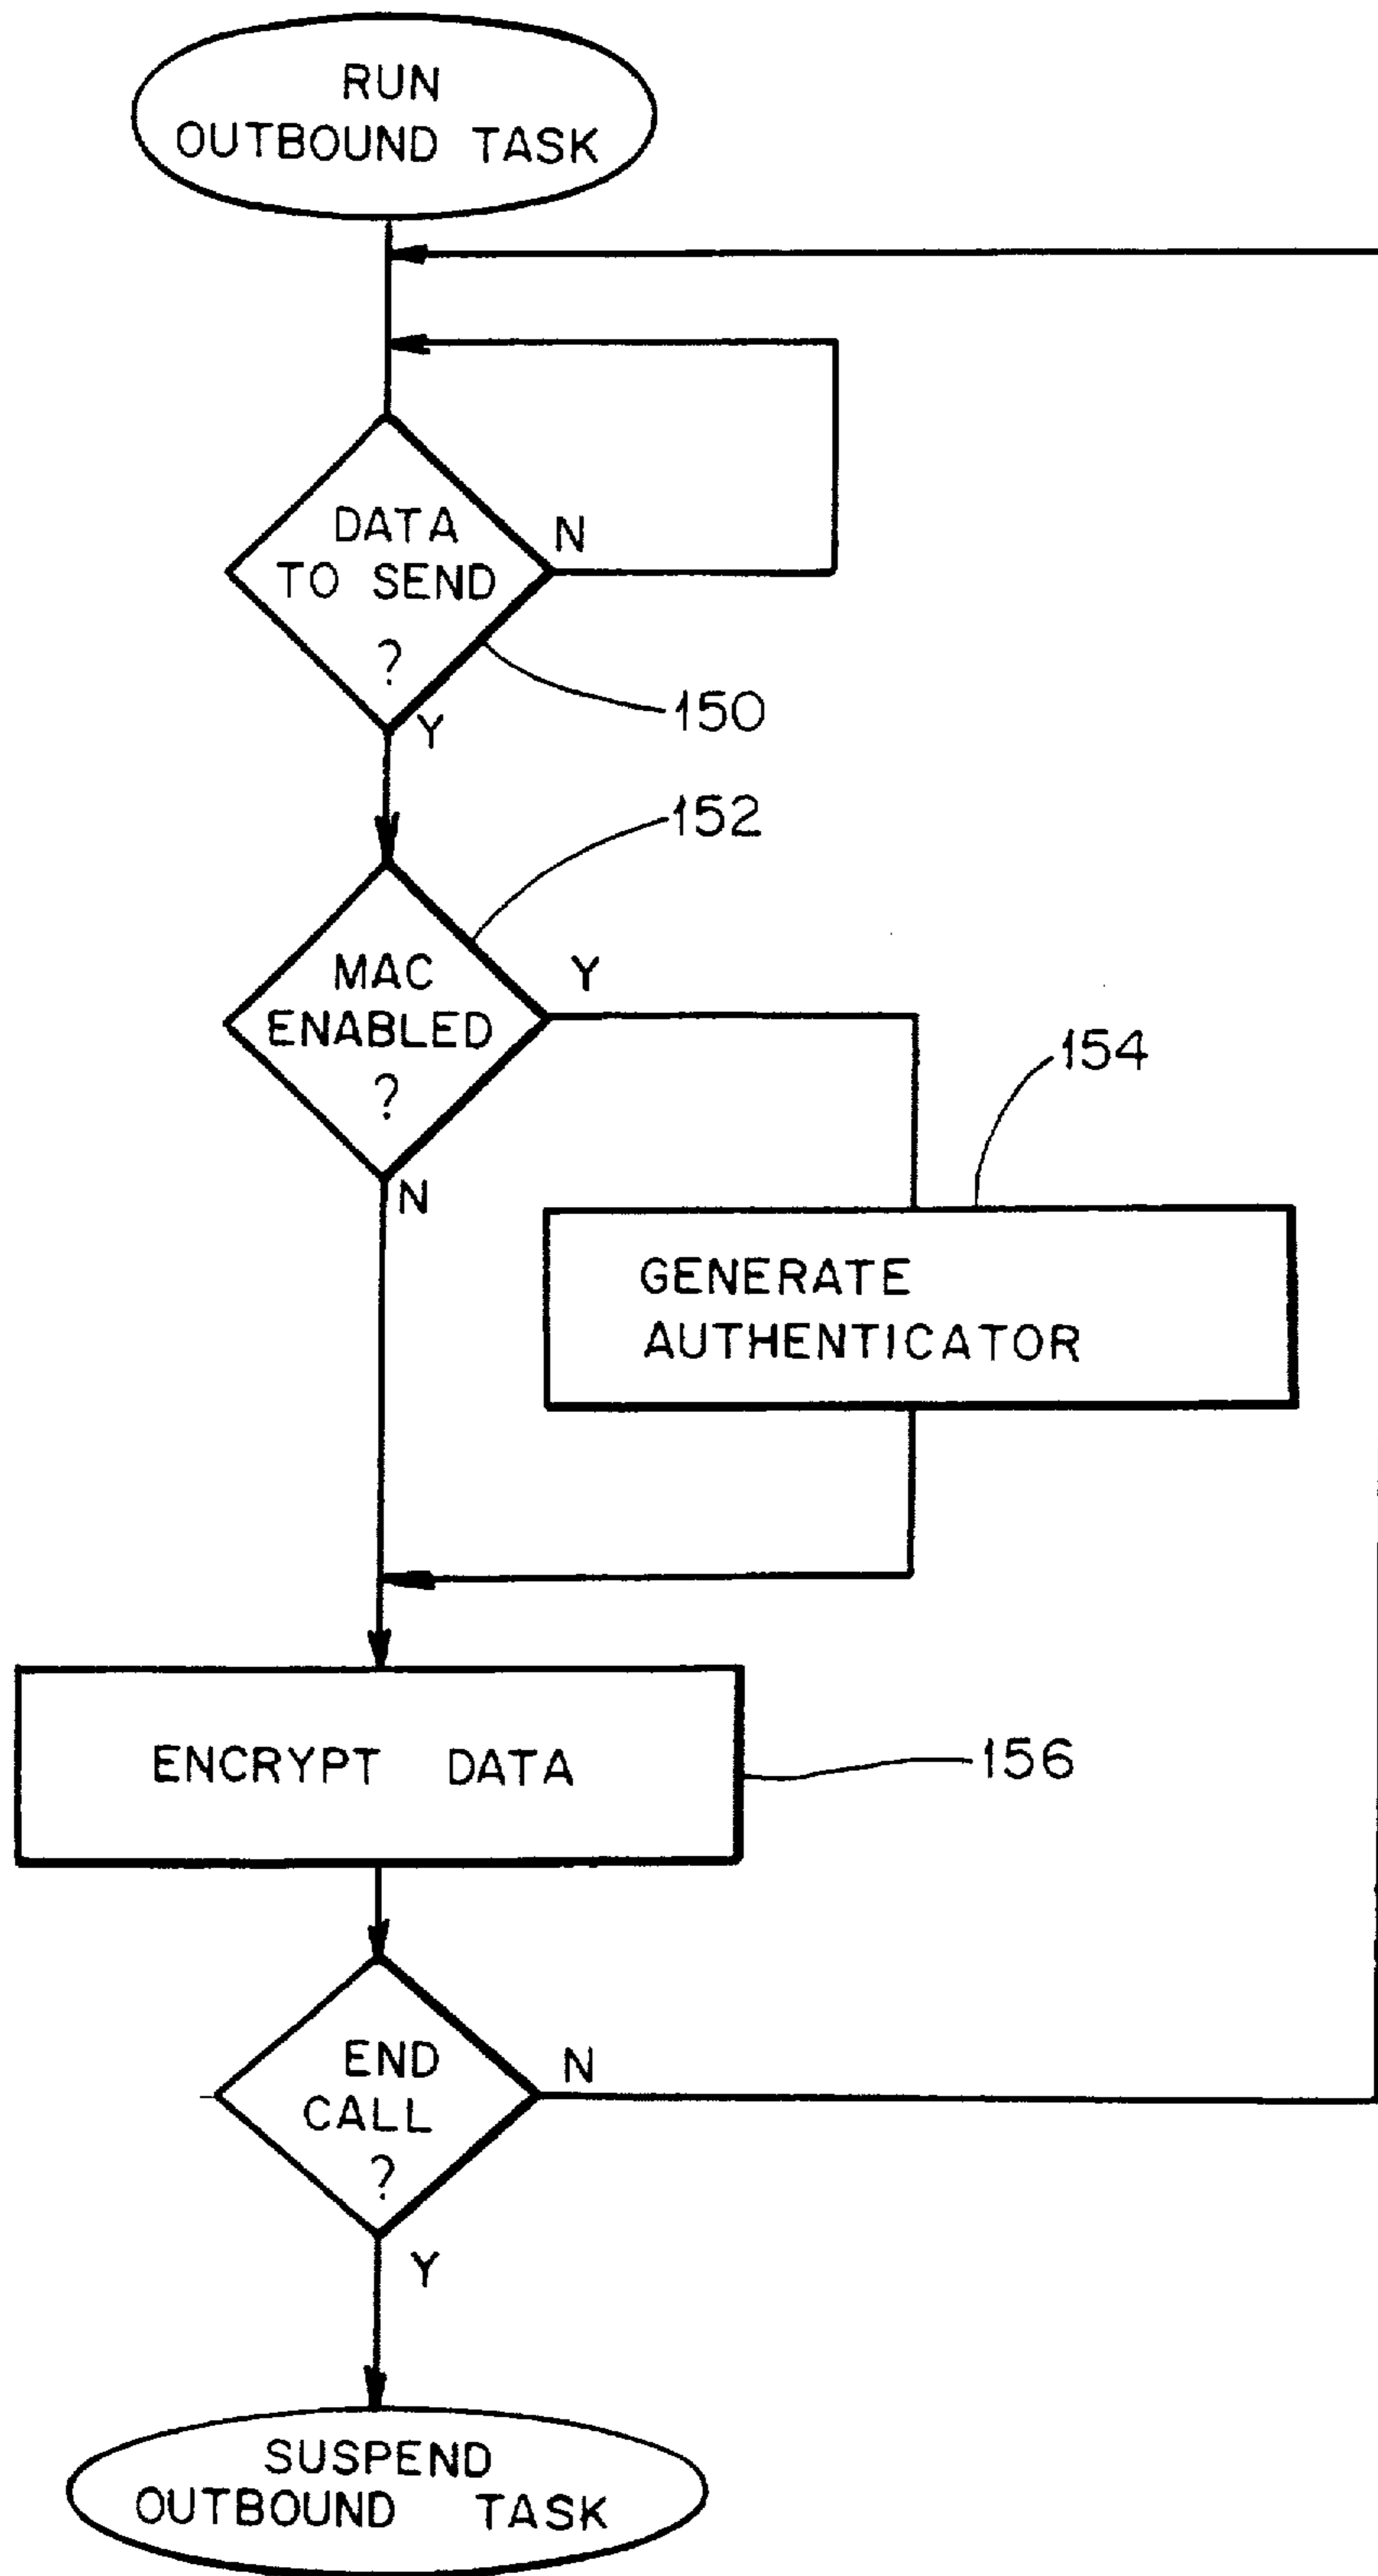 RUN
OUTBOUND TASK
DATA
TO SEND
?
N
150
Y
152
MAC
ENABLED
?
Y
154
N
GENERATE
AUTHENTICATOR
ENCRYPT DATA
156
END
CALL
?
N
Y
SUSPEND
OUTBOUND TASK